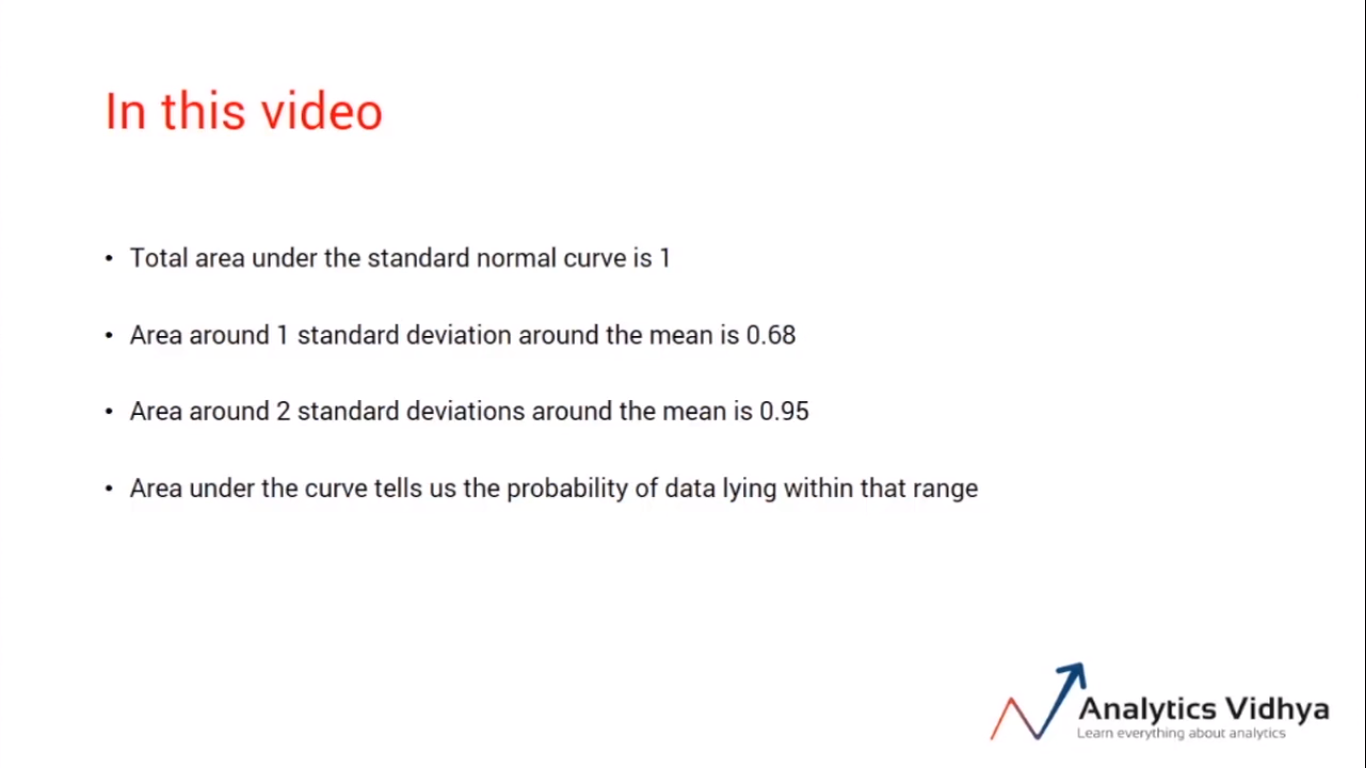 In this video
• Total area under the standard normal curve is 1
• Area around 1 standard deviation around the mean is 0.68
• Area around 2 standard deviations around the mean is 0.95
• Area under the curve tells us the probability of data lying within that range
Analytics Vidhya
Learn everything about analytics